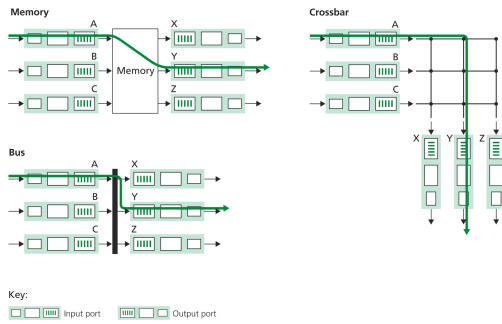 Memory
A
B
C
Memory
X
Y
Z
Crossbar
A
B
C
X
Y
Z
Bus
A
B
C
X
Y
Z
Key:
Input port
Output port